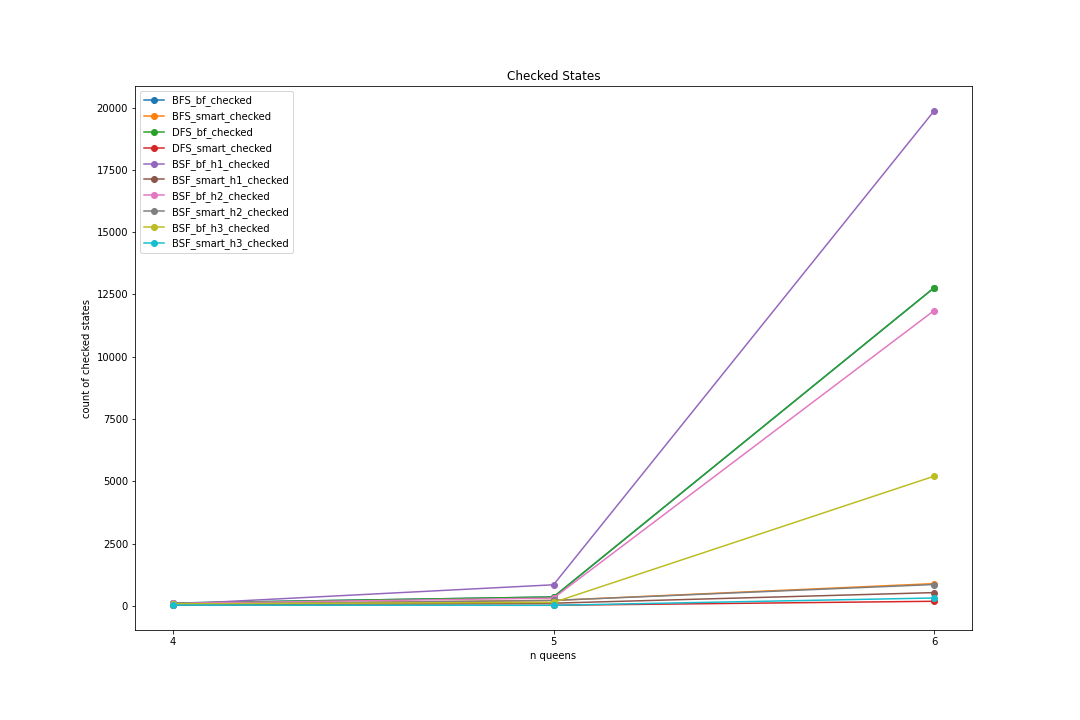 Checked States
BFS_bf_checked
BFS_smart_checked
DFS_bf_checked
DFS_smart_checked
BSF_bf_h1_checked
BSF_smart_h1_checked
BSF_bf_h2_checked
BSF_smart_h2_checked
BSF_bf_h3_checked
BSF_smart_h3_checked
count of checked states
20000
17500
15000
12500
10000
7500
5000
2500
0
4 5 6
n queens